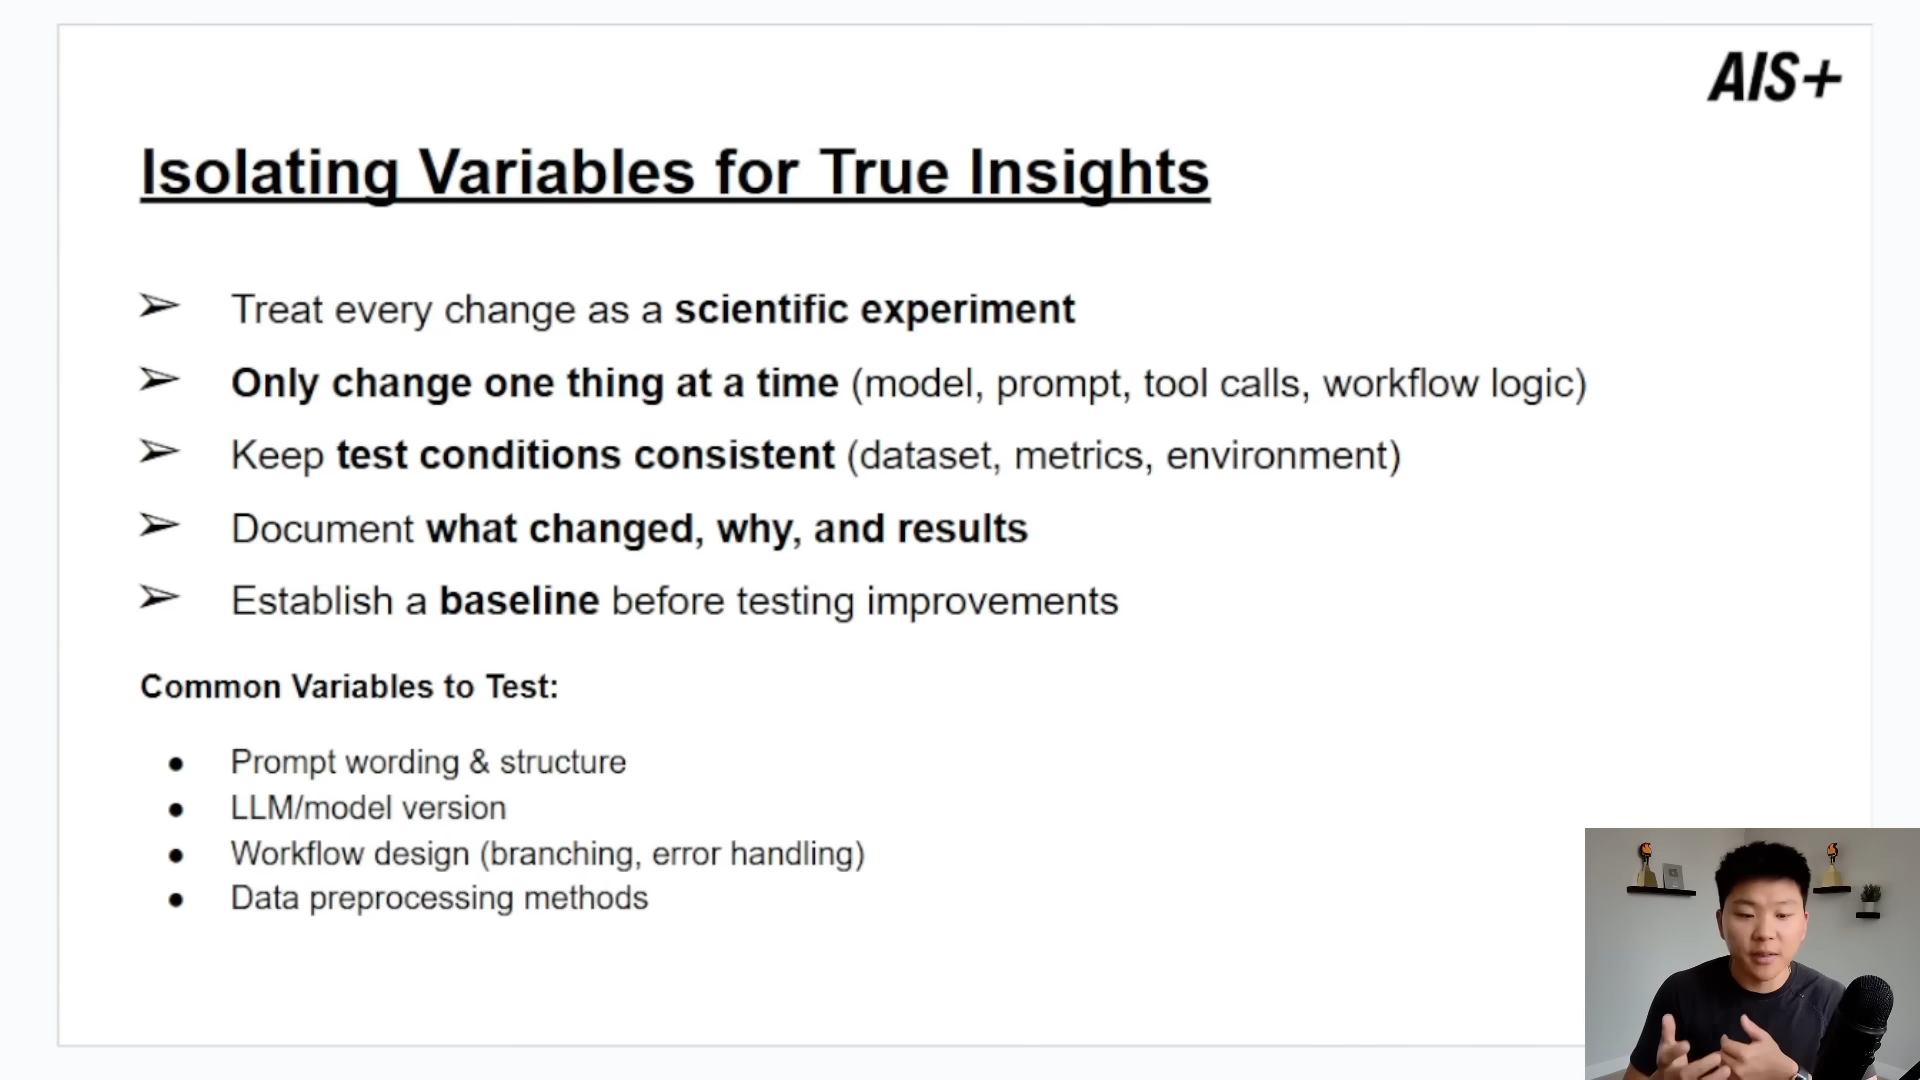 AIS+
Isolating Variables for True Insights
➢ Treat every change as a scientific experiment
➢ Only change one thing at a time (model, prompt, tool calls, workflow logic)
➢ Keep test conditions consistent (dataset, metrics, environment)
➢ Document what changed, why, and results
➢ Establish a baseline before testing improvements
Common Variables to Test:
● Prompt wording & structure
● LLM/model version
● Workflow design (branching, error handling)
● Data preprocessing methods